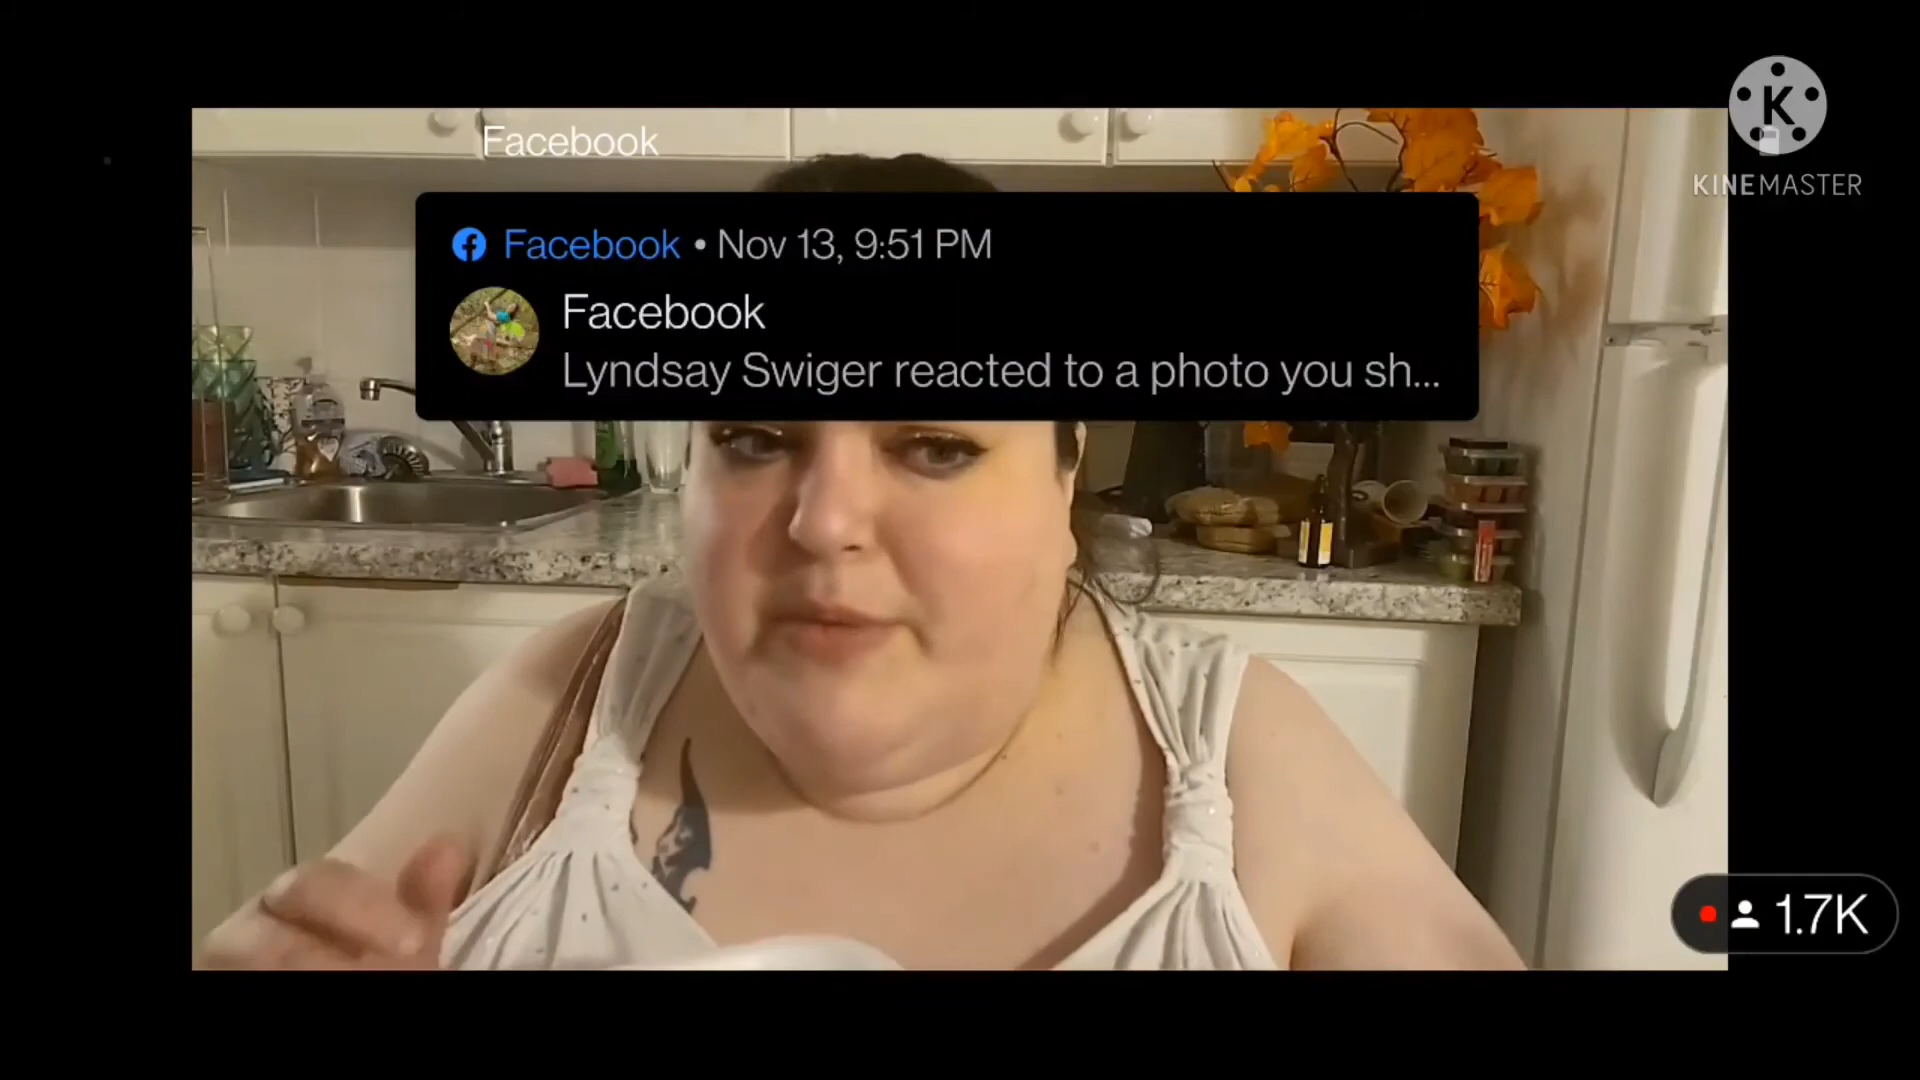 KINEMASTER
Facebook
Facebook • Nov 13, 9:51 PM
Facebook
Lyndsay Swiger reacted to a photo you sh...
1.7K